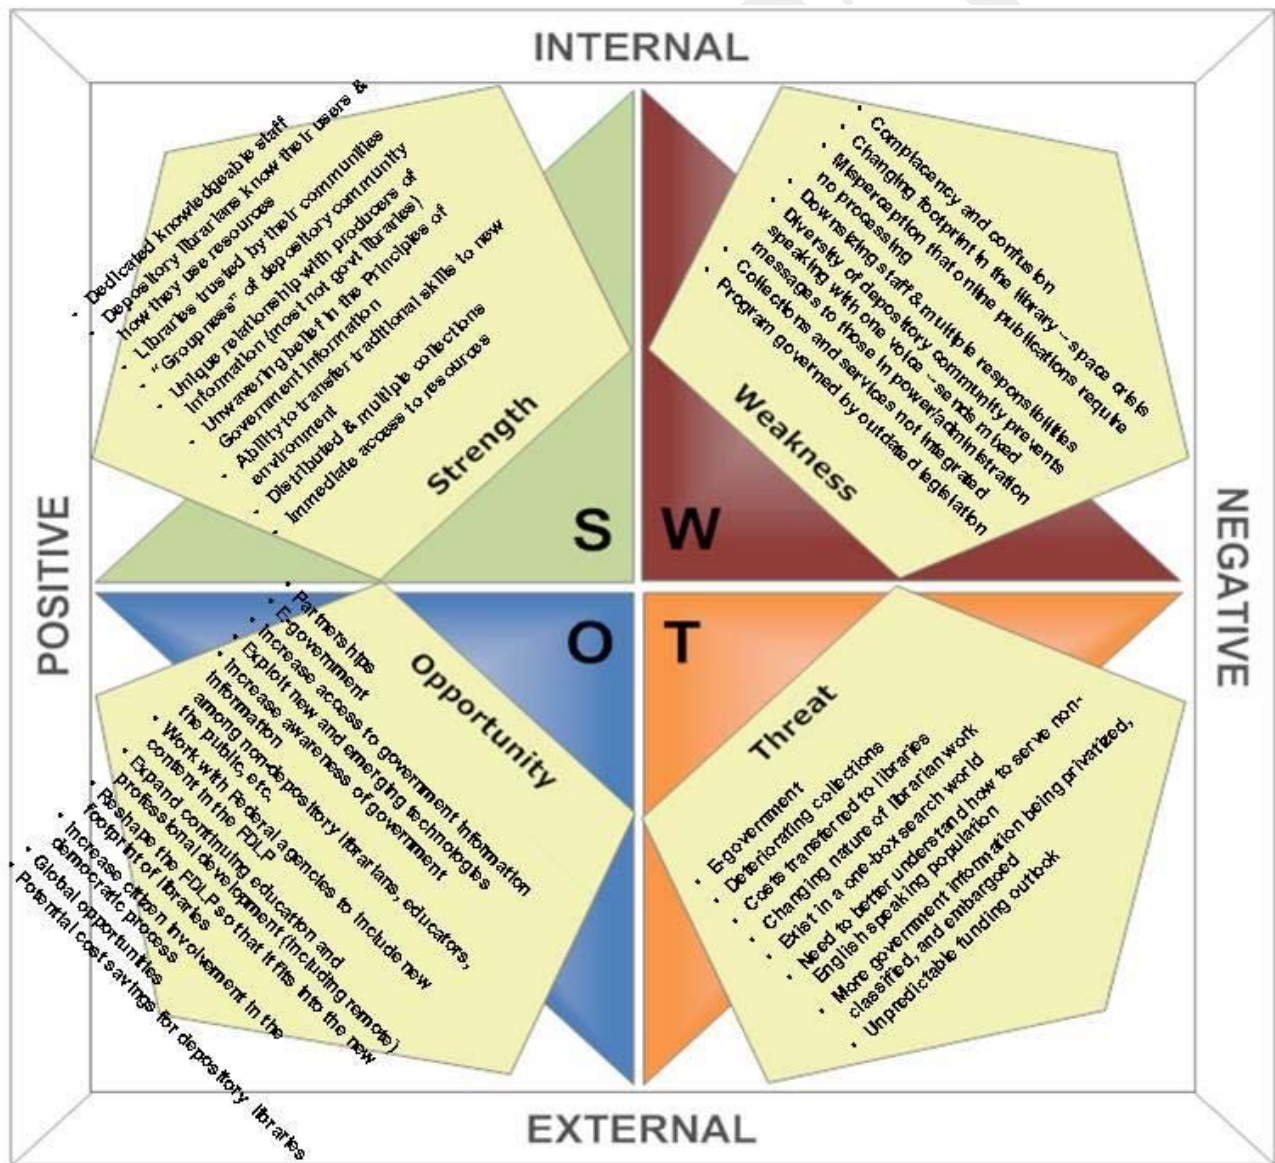 INTERNAL
POSITIVE
NEGATIVE
EXTERNAL
S
Strength
• Dedicated knowledgeable staff
• Depository librarians know their users &
how they use resources
• Libraries trusted by their communities
• "Groupness" of depository community
• Unique relationship with producers of
information (most not govt libraries)
• Unwavering belief in the Principles of
Government Information
• Ability to transfer traditional skills to new
environment
• Distributed & multiple collections
• Immediate access to resources
W
Weakness
• Complacency and confusion
• Changing footprint in the library – space crisis
• Misperception that online publications require
no processing
• Downsizing staff & multiple responsibilities
• Diversity of depository community prevents
speaking with one voice – sends mixed
messages to those in power/administration
• Collections and services not integrated
• Program governed by outdated legislation
O
Opportunity
• Partnerships
• E-government
• Increase access to government information
• Exploit new and emerging technologies
• Increase awareness of government
information
among non-depository librarians, educators,
the public, etc.
• Work with Federal agencies to include new
content in the FDLP
• Expand continuing education and
professional development (including remote)
• Reshape the FDLP so that it fits into the new
footprint of libraries
• Increase citizen involvement in the
democratic process
• Global opportunities
• Potential cost savings for depository libraries
T
Threat
• E-government
• Deteriorating collections
• Costs transferred to libraries
• Changing nature of librarian work
• Exist in a one-box search world
• Need to better understand how to serve non-
English speaking population
• More government information being privatized,
classified, and embargoed
• Unpredictable funding outlook